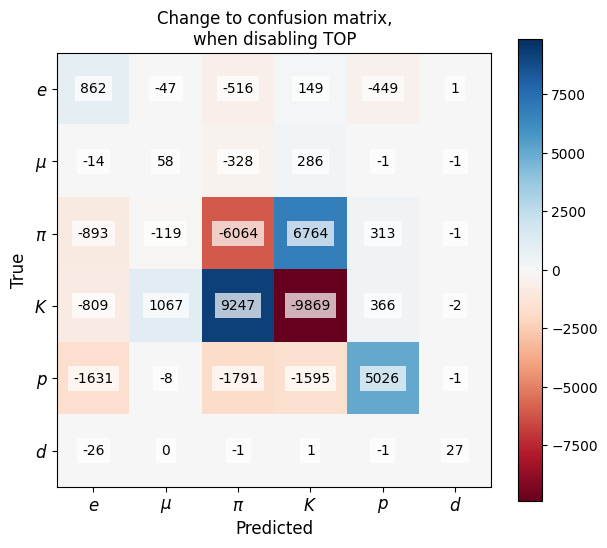 Change to confusion matrix,
when disabling TOP
e 862 -47 -516 149 -449 1
μ -14 58 -328 286 -1 -1
π -893 -119 -6064 6764 313 -1
K -809 1067 9247 -9869 366 -2
p -1631 -8 -1791 -1595 5026 -1
d -26 0 -1 1 -1 27
e μ π K p d
Predicted
True
7500
5000
2500
0
−2500
−5000
−7500